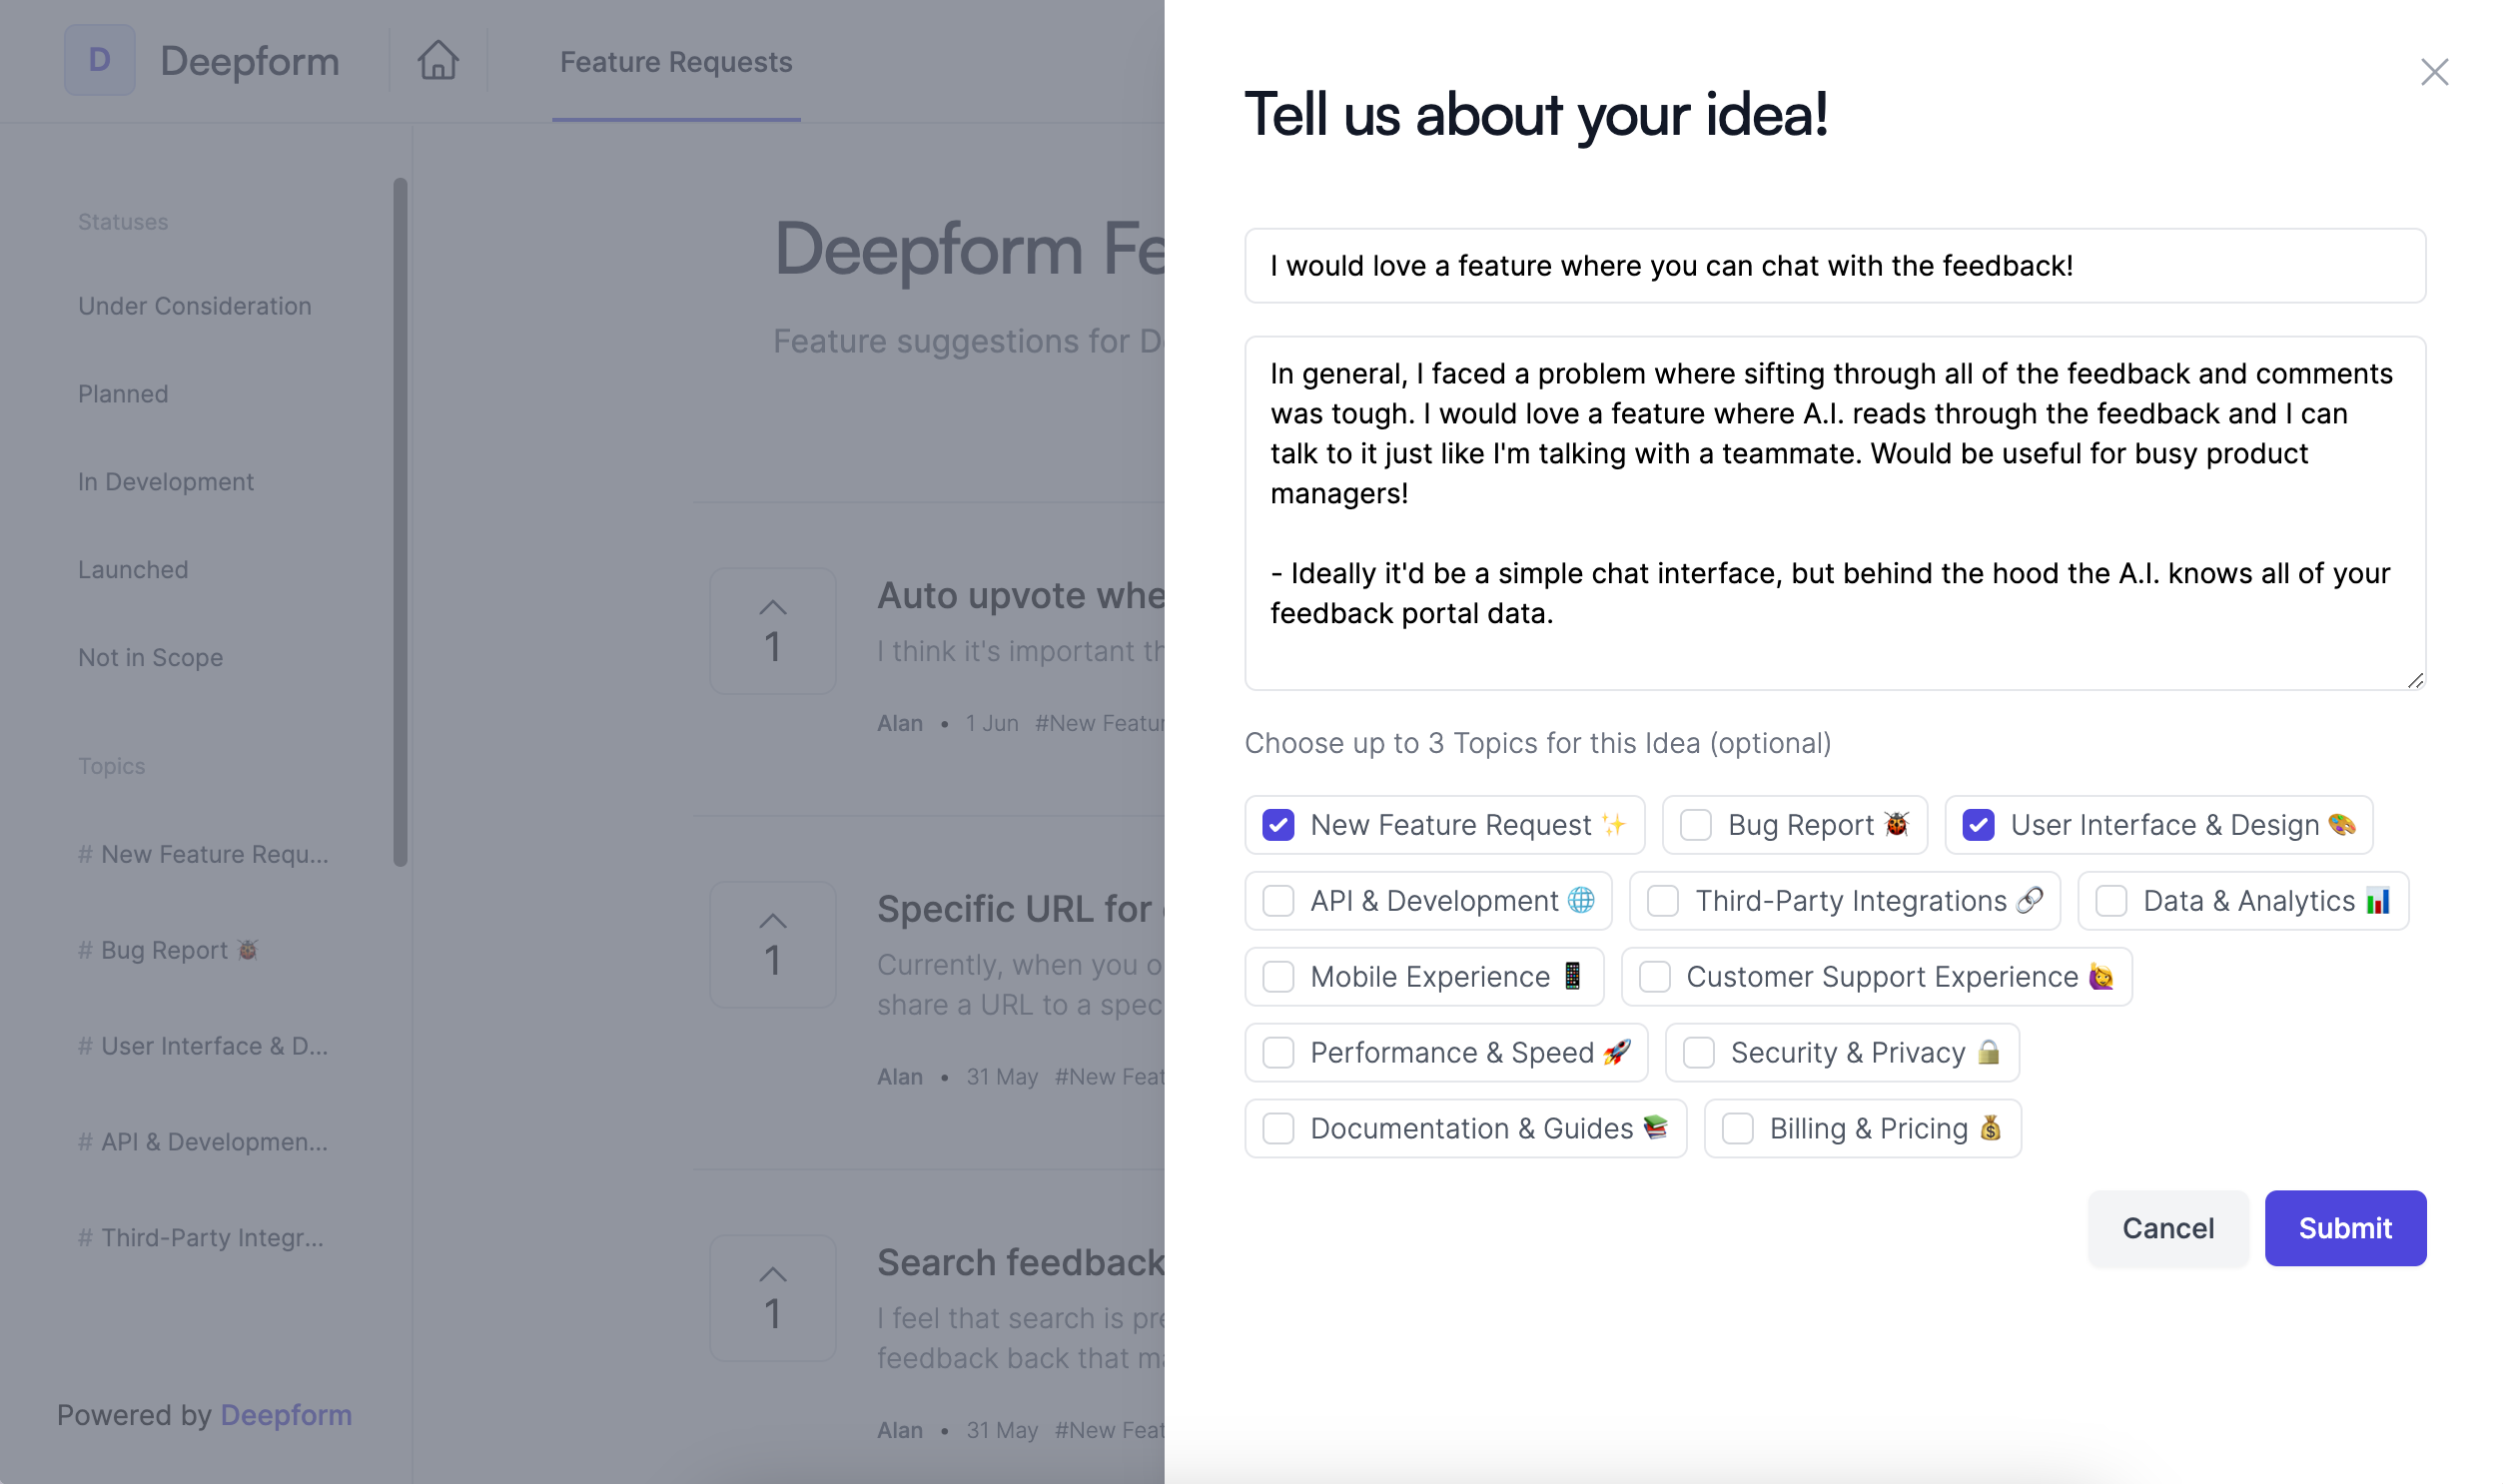 D Deepform
Feature Requests
Statuses
Under Consideration
Planned
In Development
Launched
Not in Scope
Topics
# New Feature Requ...
# Bug Report 🐞
# User Interface & D...
# API & Developmen...
# Third-Party Integr...
Powered by Deepform
Deepform Fe
Feature suggestions for D
1
Auto upvote whe
I think it's important th
Alan • 1 Jun #New Featur
1
Specific URL for
Currently, when you o
share a URL to a spec
Alan • 31 May #New Feat
1
Search feedback
I feel that search is pre
feedback back that ma
Alan • 31 May #New Feat
Tell us about your idea!
I would love a feature where you can chat with the feedback!
In general, I faced a problem where sifting through all of the feedback and comments
was tough. I would love a feature where A.I. reads through the feedback and I can
talk to it just like I'm talking with a teammate. Would be useful for busy product
managers!
- Ideally it'd be a simple chat interface, but behind the hood the A.I. knows all of your
feedback portal data.
Choose up to 3 Topics for this Idea (optional)
New Feature Request ✨ Bug Report 🐞 User Interface & Design 🎨
API & Development 🌐 Third-Party Integrations 🔗 Data & Analytics 📊
Mobile Experience 📱 Customer Support Experience 🙋
Performance & Speed 🚀 Security & Privacy 🔒
Documentation & Guides 📚 Billing & Pricing 💰
Cancel Submit